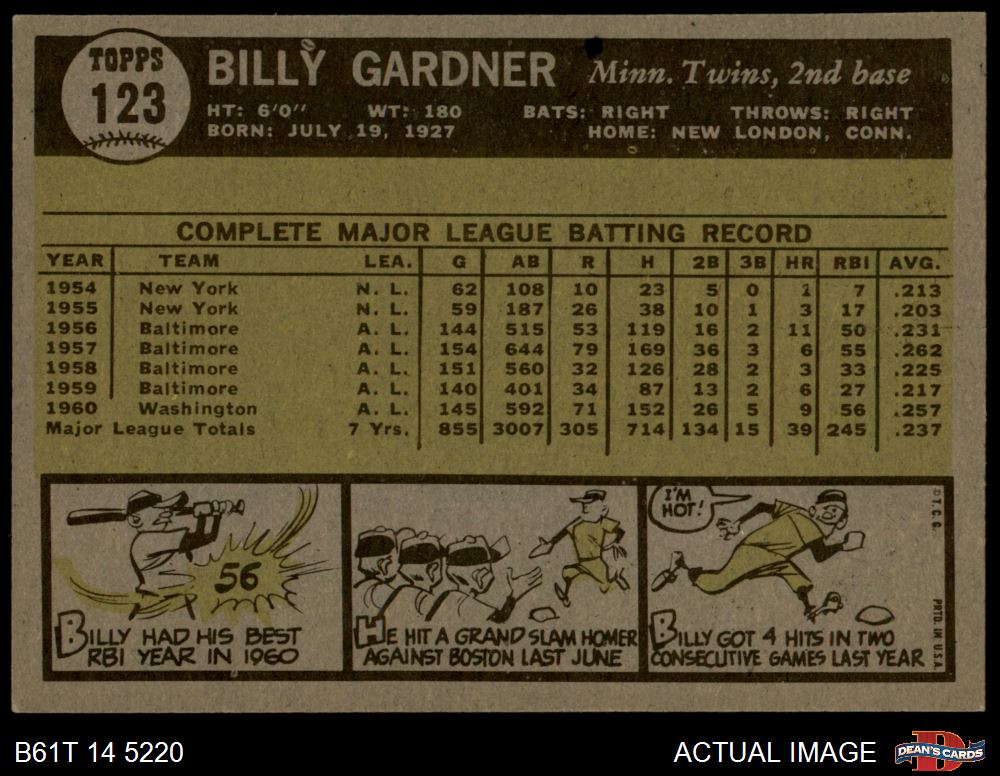 TOPPS
123
BILLY GARDNER Minn. Twins, 2nd base
HT: 6'0" WT: 180 BATS: RIGHT THROWS: RIGHT
BORN: JULY 19, 1927 HOME: NEW LONDON, CONN.
COMPLETE MAJOR LEAGUE BATTING RECORD
YEAR TEAM LEA. G AB R H 2B 3B HR RBI AVG.
1954 New York N. L. 62 108 10 23 5 0 1 7 .213
1955 New York N. L. 59 187 26 38 10 1 3 17 .203
1956 Baltimore A. L. 144 515 53 119 16 2 11 50 .231
1957 Baltimore A. L. 154 644 79 169 36 3 6 55 .262
1958 Baltimore A. L. 151 560 32 126 28 2 3 33 .225
1959 Baltimore A. L. 140 401 34 87 13 2 6 27 .217
1960 Washington A. L. 145 592 71 152 26 5 9 56 .257
Major League Totals 7 Yrs. 855 3007 305 714 134 15 39 245 .237
56
BILLY HAD HIS BEST
RBI YEAR IN 1960
HE HIT A GRAND SLAM HOMER
AGAINST BOSTON LAST JUNE
I'M
HOT!
BILLY GOT 4 HITS IN TWO
CONSECUTIVE GAMES LAST YEAR
© T. C. G.
PRTD. IN U.S.A.
B61T 14 5220 ACTUAL IMAGE
D
DEAN'S CARDS